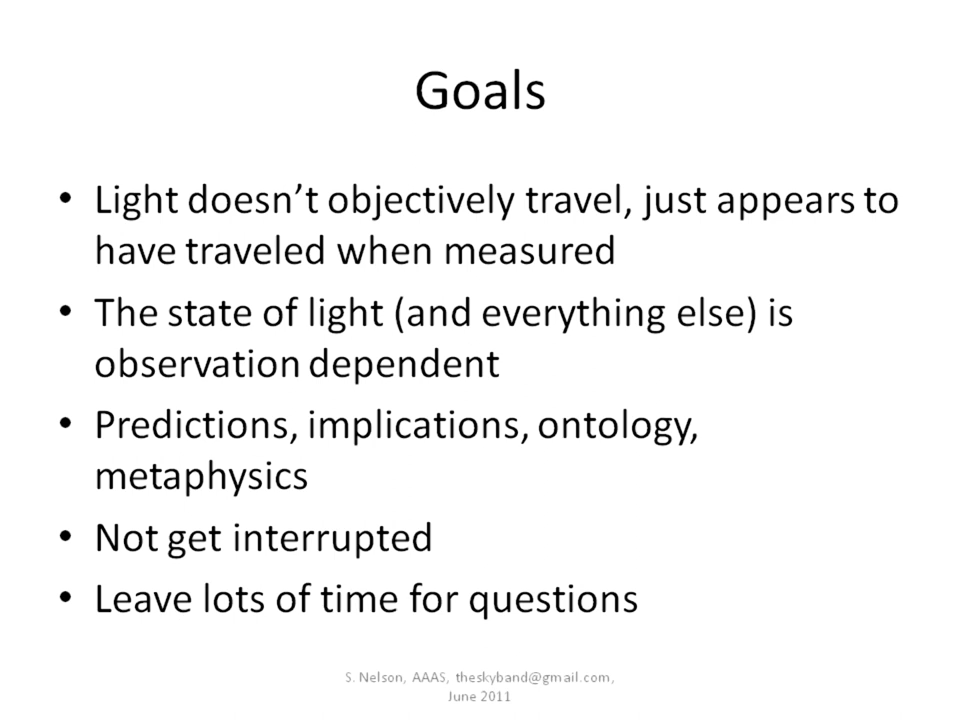 Goals
• Light doesn’t objectively travel, just appears to
have traveled when measured
• The state of light (and everything else) is
observation dependent
• Predictions, implications, ontology,
metaphysics
• Not get interrupted
• Leave lots of time for questions
S. Nelson, AAAS, theskyband@gmail.com,
June 2011